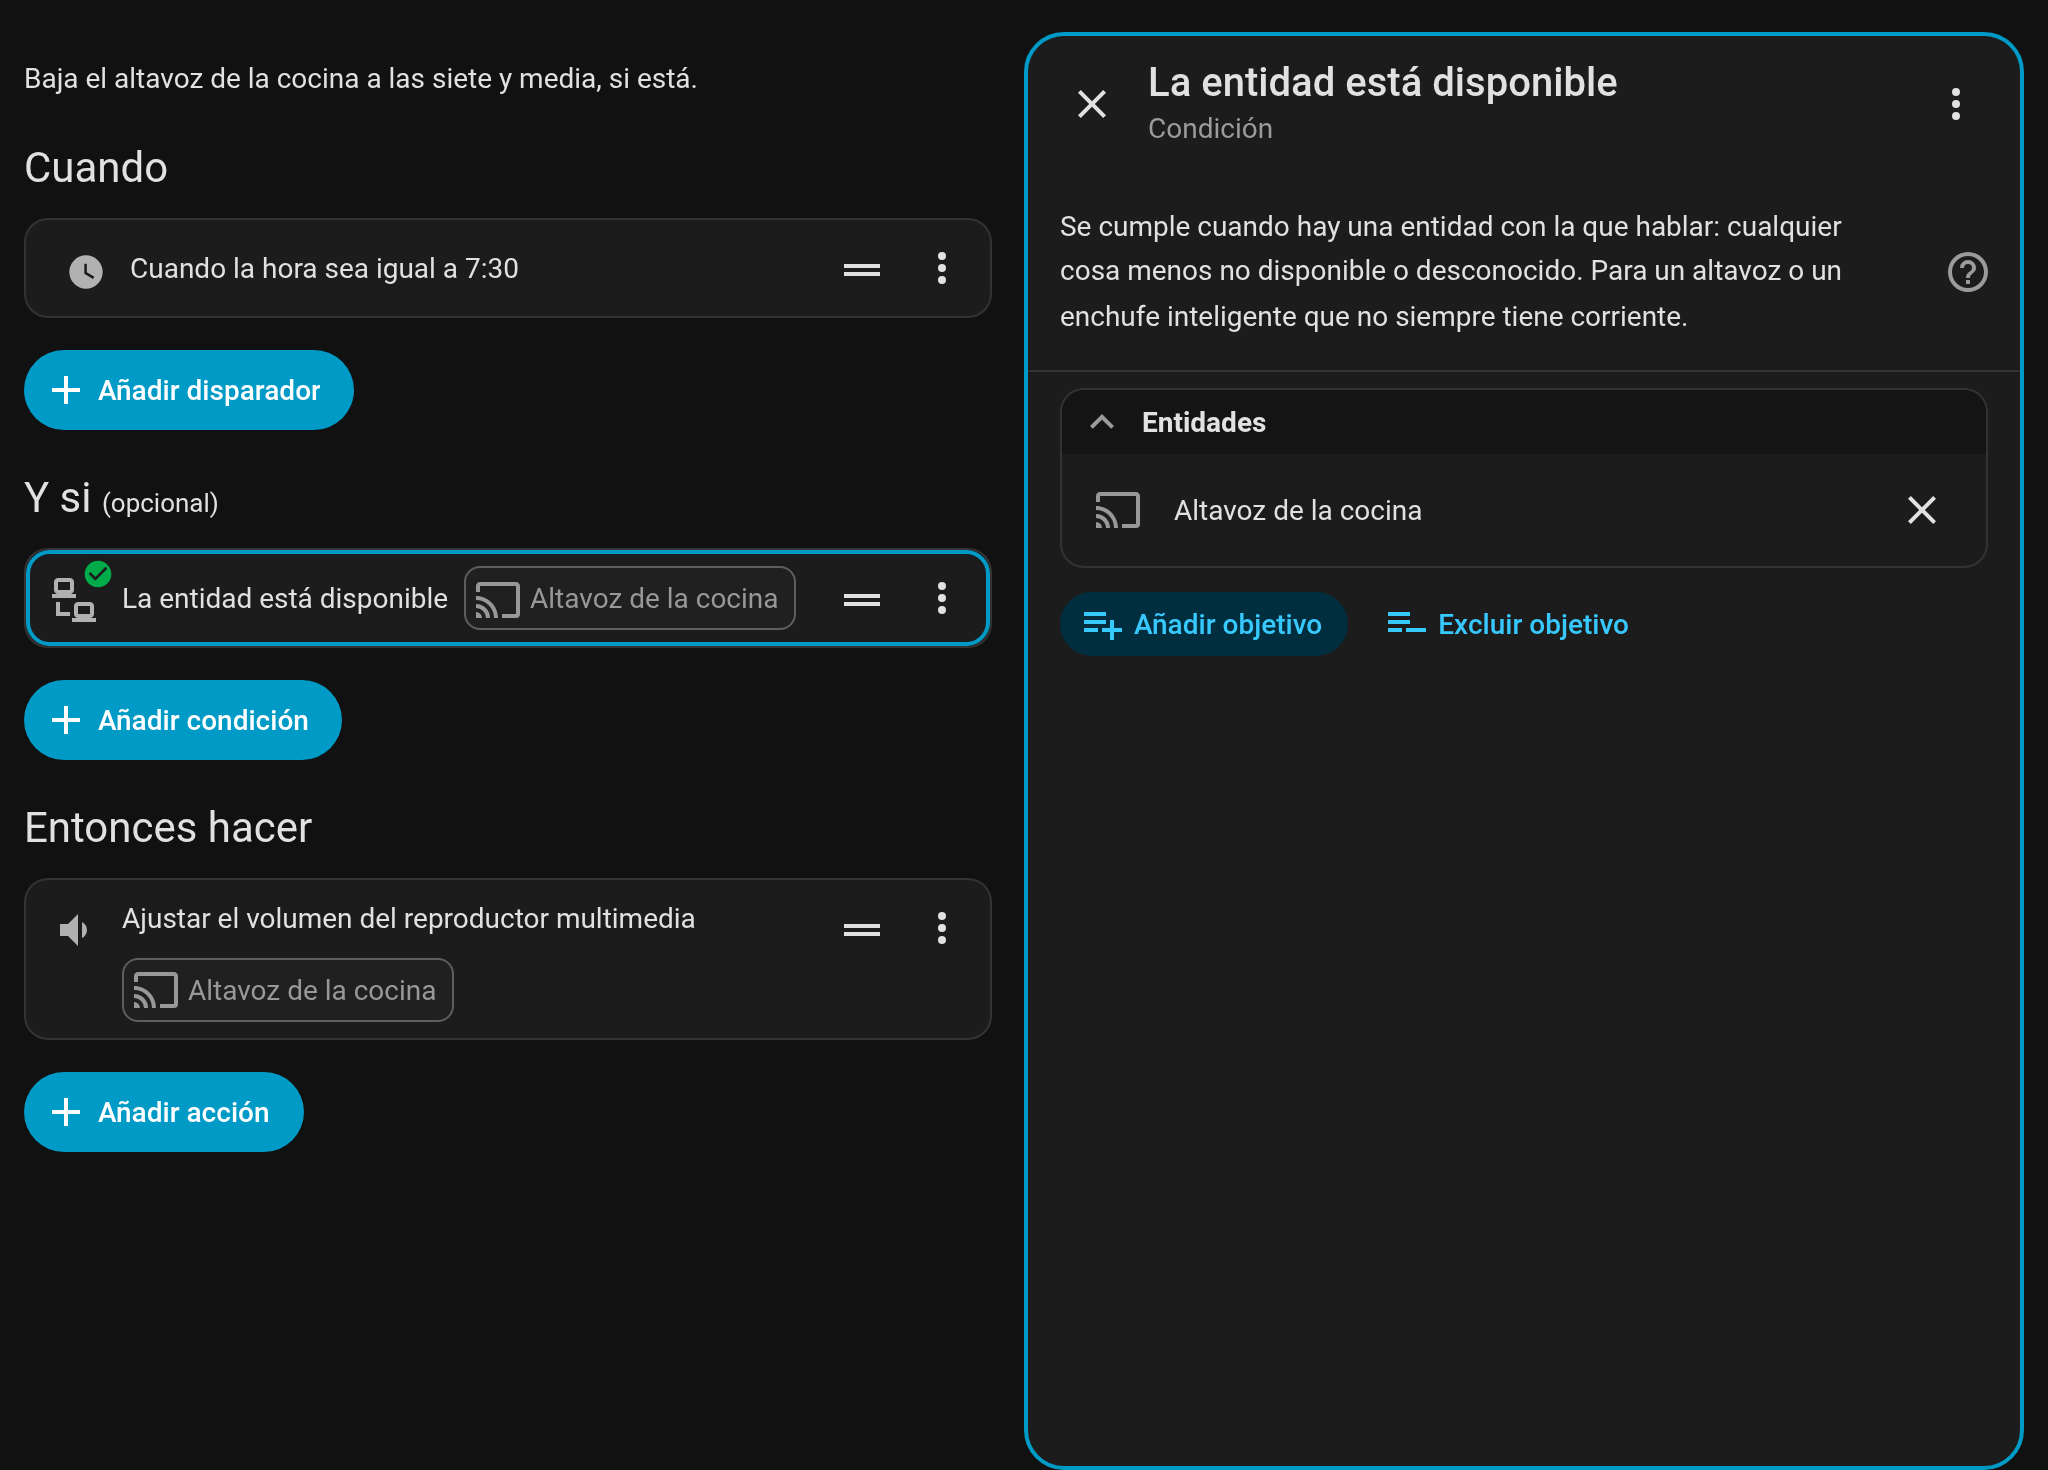 Baja el altavoz de la cocina a las siete y media, si está.
Cuando
Cuando la hora sea igual a 7:30
Añadir disparador
Y si (opcional)
La entidad está disponible Altavoz de la cocina
Añadir condición
Entonces hacer
Ajustar el volumen del reproductor multimedia
Altavoz de la cocina
Añadir acción
La entidad está disponible
Condición
Se cumple cuando hay una entidad con la que hablar: cualquier
cosa menos no disponible o desconocido. Para un altavoz o un
enchufe inteligente que no siempre tiene corriente.
Entidades
Altavoz de la cocina
Añadir objetivo Excluir objetivo